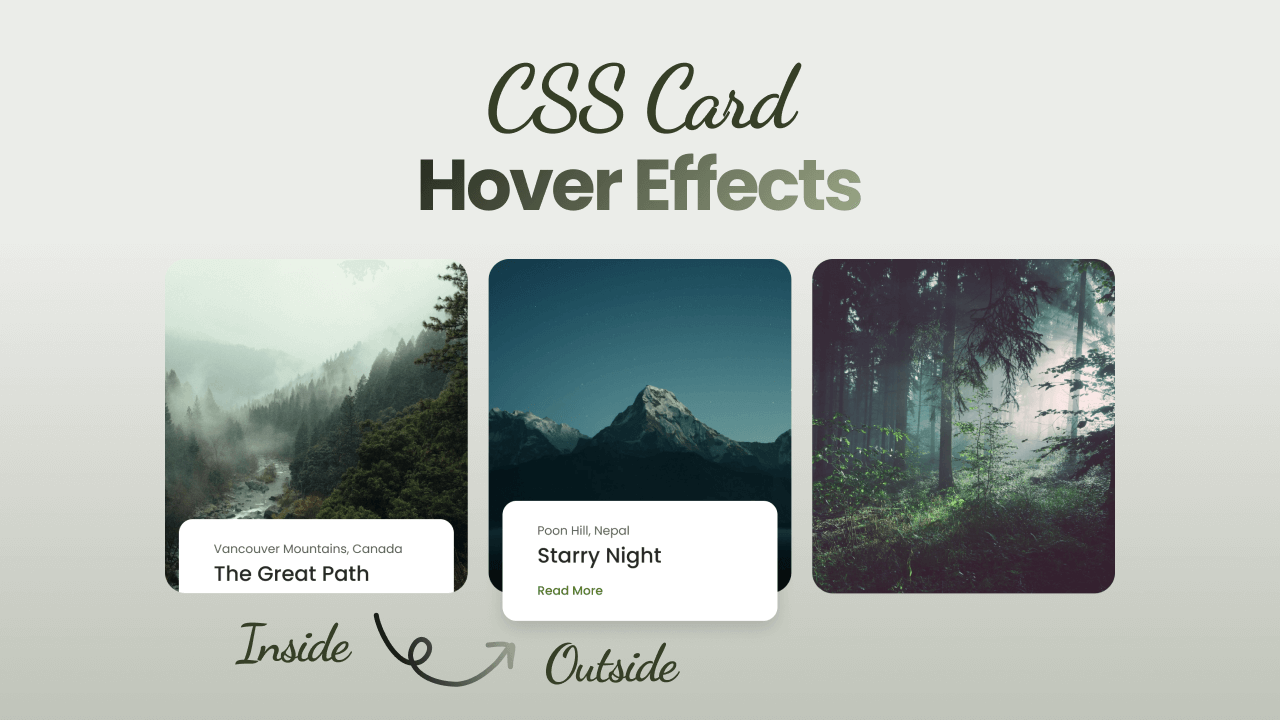 CSS Card
Hover Effects
Vancouver Mountains, Canada
The Great Path
Poon Hill, Nepal
Starry Night
Read More
Inside
Outside